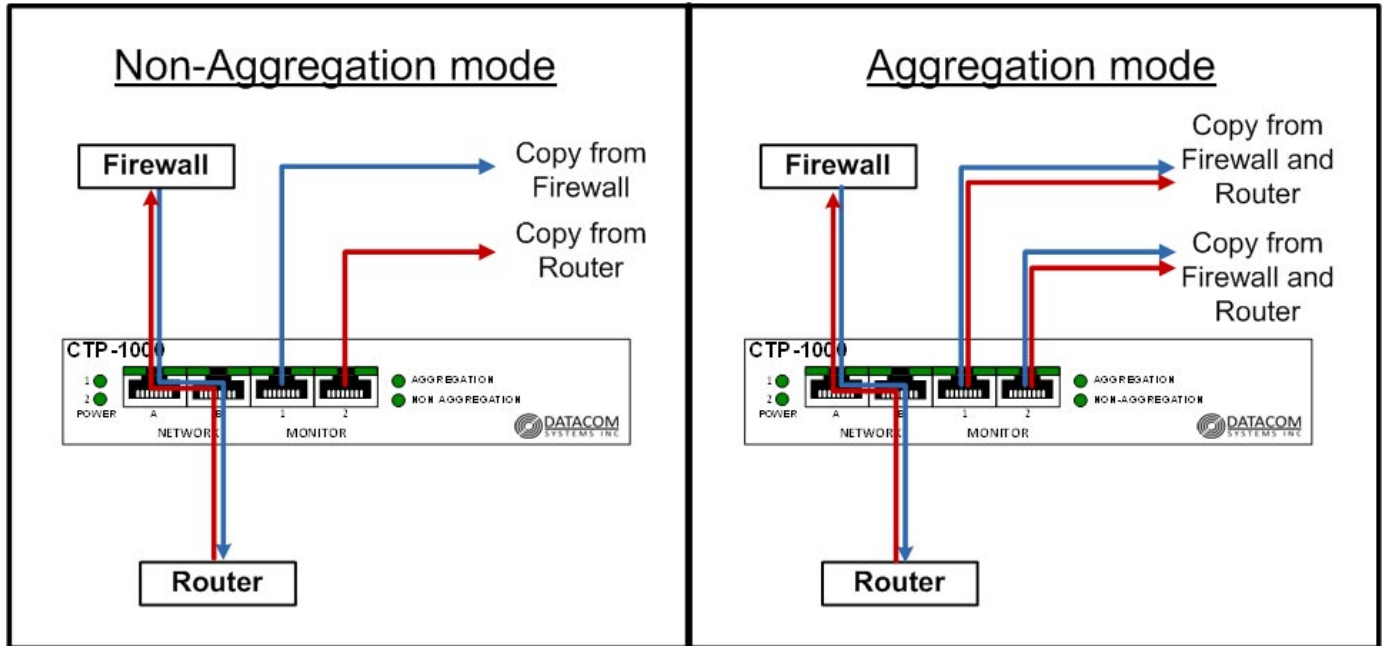 Non-Aggregation mode
Firewall
Copy from
Firewall
Copy from
Router
CTP-1000
1
2
POWER
A
B
1
2
NETWORK
MONITOR
AGGREGATION
NON AGGREGATION
DATACOM
SYSTEMS INC
Router
Aggregation mode
Firewall
Copy from
Firewall and
Router
Copy from
Firewall and
Router
CTP-1000
1
2
POWER
A
B
1
2
NETWORK
MONITOR
AGGREGATION
NON-AGGREGATION
DATACOM
SYSTEMS INC
Router